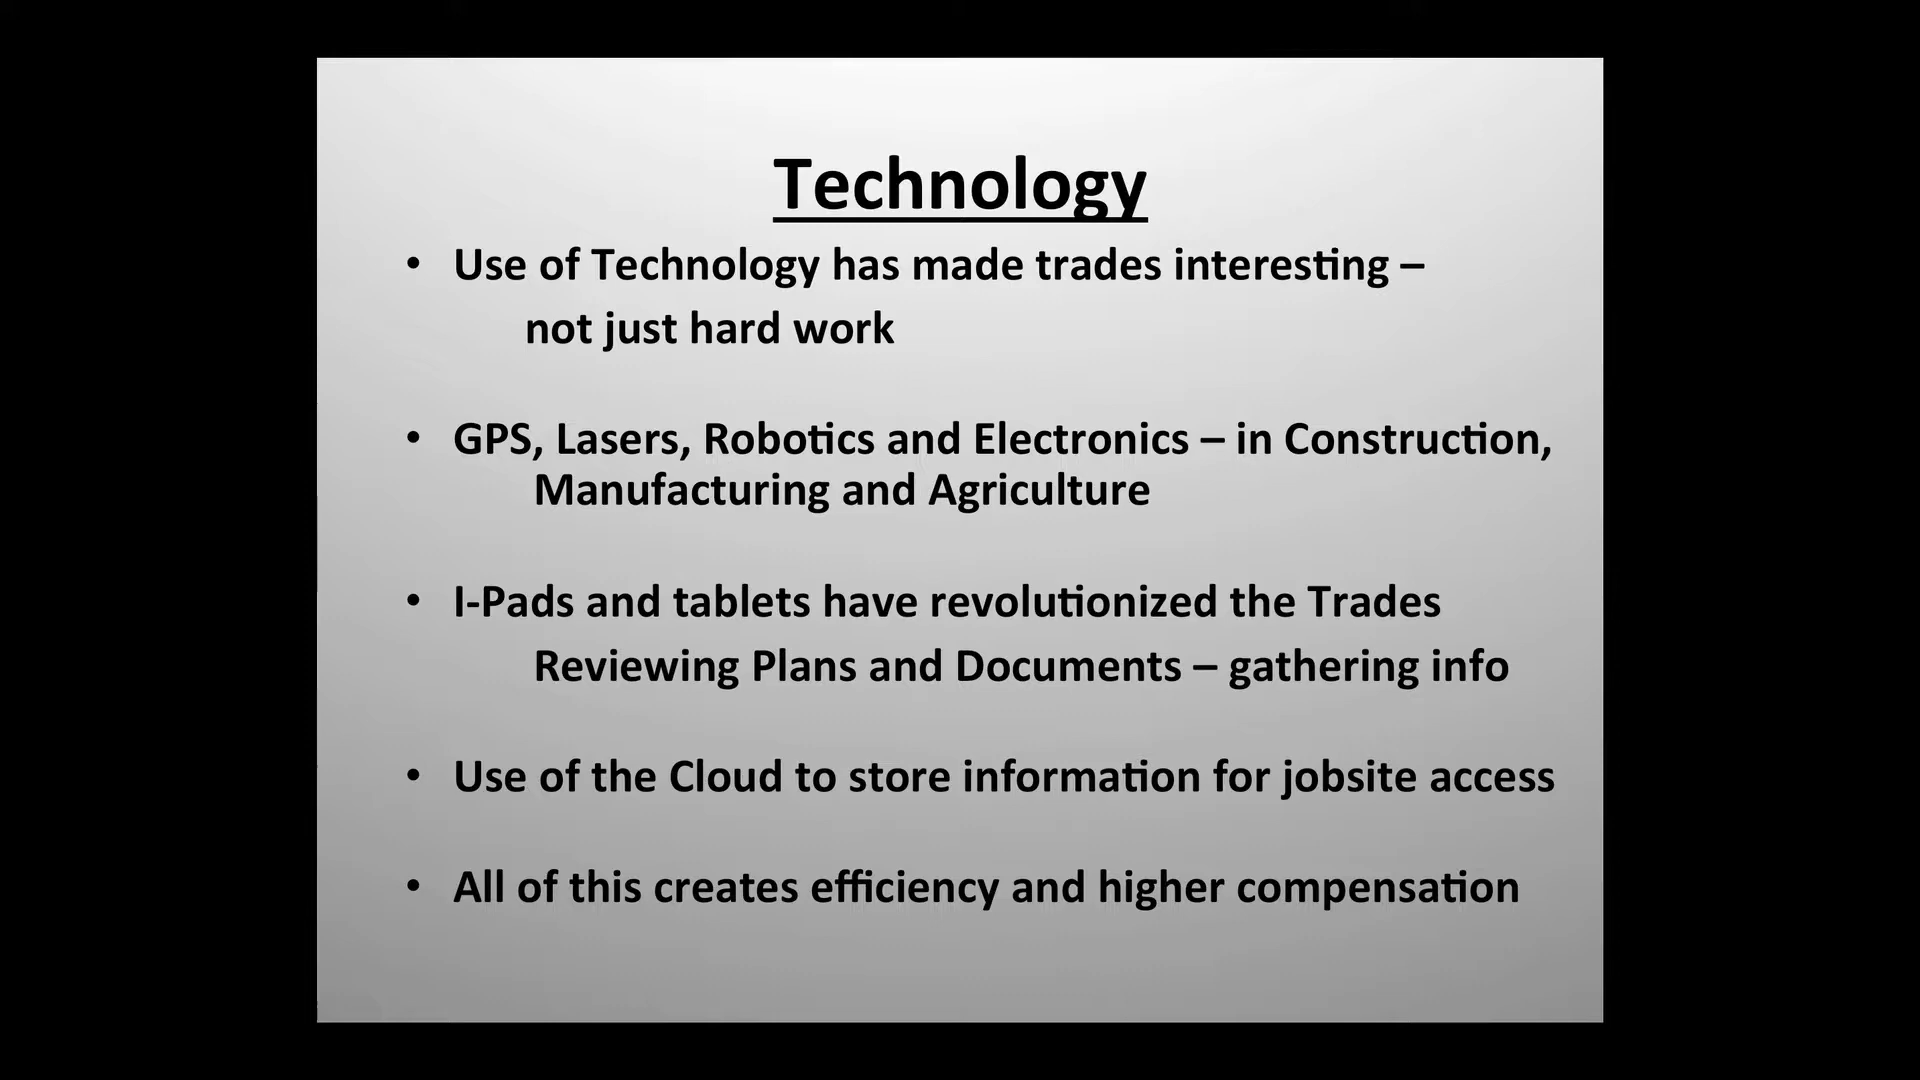 Technology
• Use of Technology has made trades interesting –
not just hard work
• GPS, Lasers, Robotics and Electronics – in Construction,
Manufacturing and Agriculture
• I-Pads and tablets have revolutionized the Trades
Reviewing Plans and Documents – gathering info
• Use of the Cloud to store information for jobsite access
• All of this creates efficiency and higher compensation